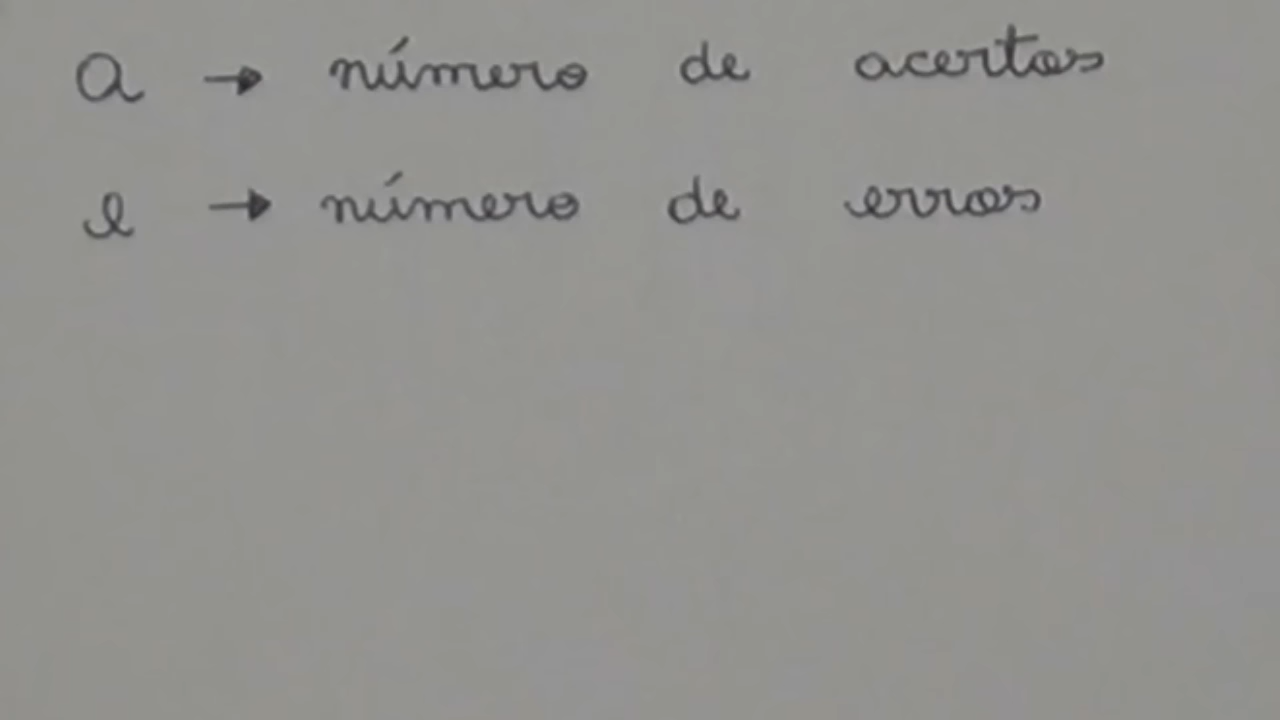 a → número de acertos
e → número de erros